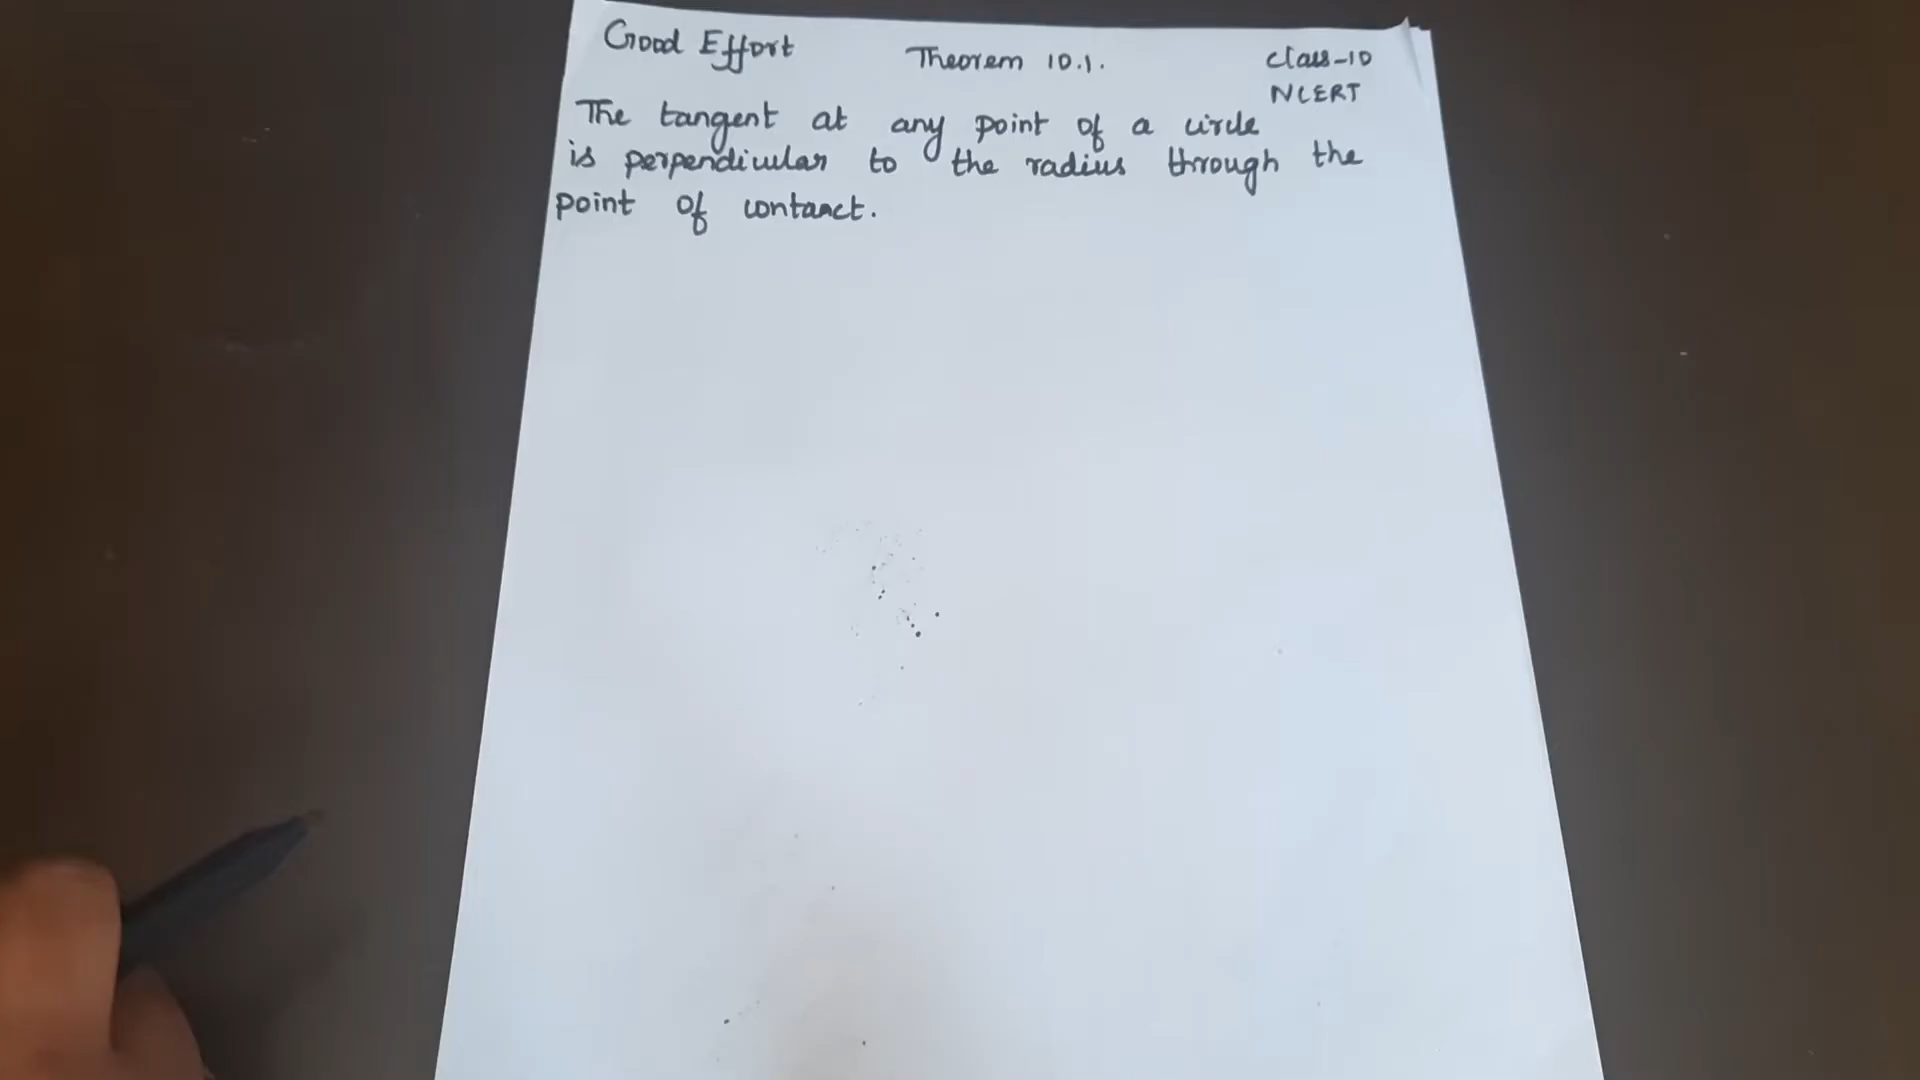 Good Effort
Theorem 10.1.
Class-10
NCERT
The tangent at any point of a circle
is perpendicular to the radius through the
point of contanct.